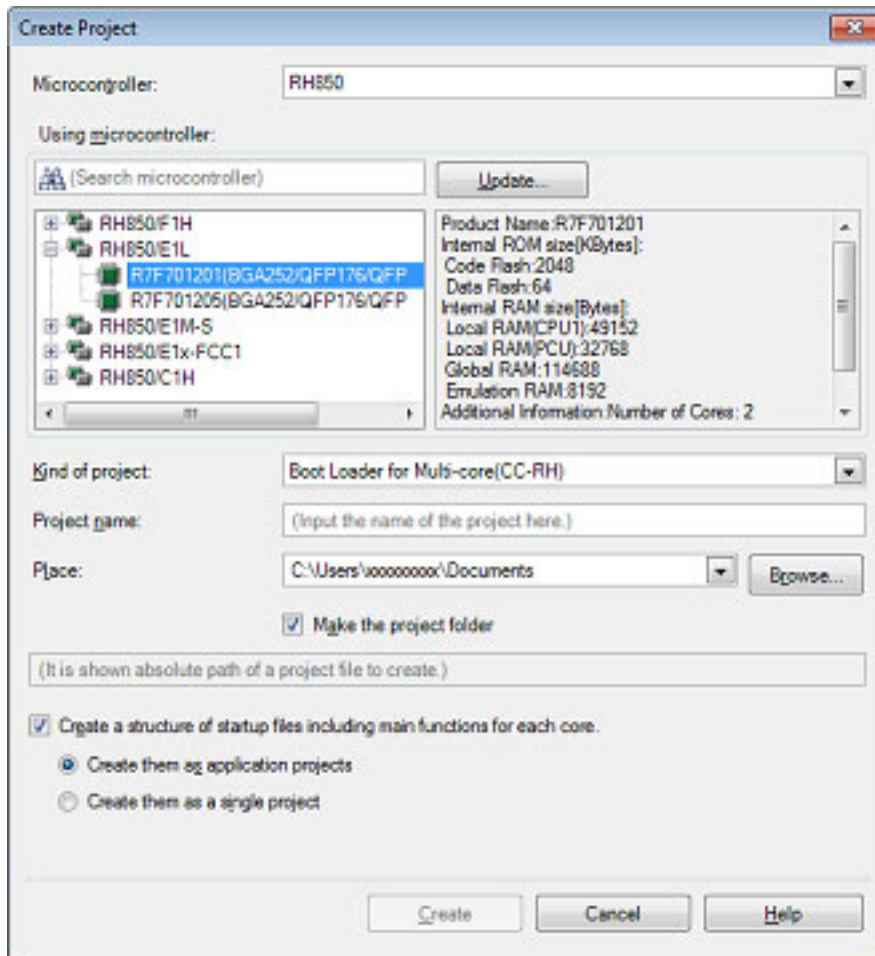 Create Project
Microcontroller: RH850
Using microcontroller:
(Search microcontroller) Update...
RH850/F1H
RH850/E1L
R7F701201(BGA252/QFP176/QFP
R7F701205(BGA252/QFP176/QFP
RH850/E1M-S
RH850/E1x-FCC1
RH850/C1H
Product Name:R7F701201
Internal ROM size[KBytes]:
Code Flash:2048
Data Flash:64
Internal RAM size[Bytes]:
Local RAM(CPU1):49152
Local RAM(PCU):32768
Global RAM:114688
Emulation RAM:8192
Additional Information:Number of Cores: 2
Kind of project: Boot Loader for Multi-core(CC-RH)
Project name: (Input the name of the project here.)
Place: C:\Users\xxxxxxxxx\Documents Browse...
Make the project folder
(It is shown absolute path of a project file to create.)
Create a structure of startup files including main functions for each core.
Create them as application projects
Create them as a single project
Create Cancel Help